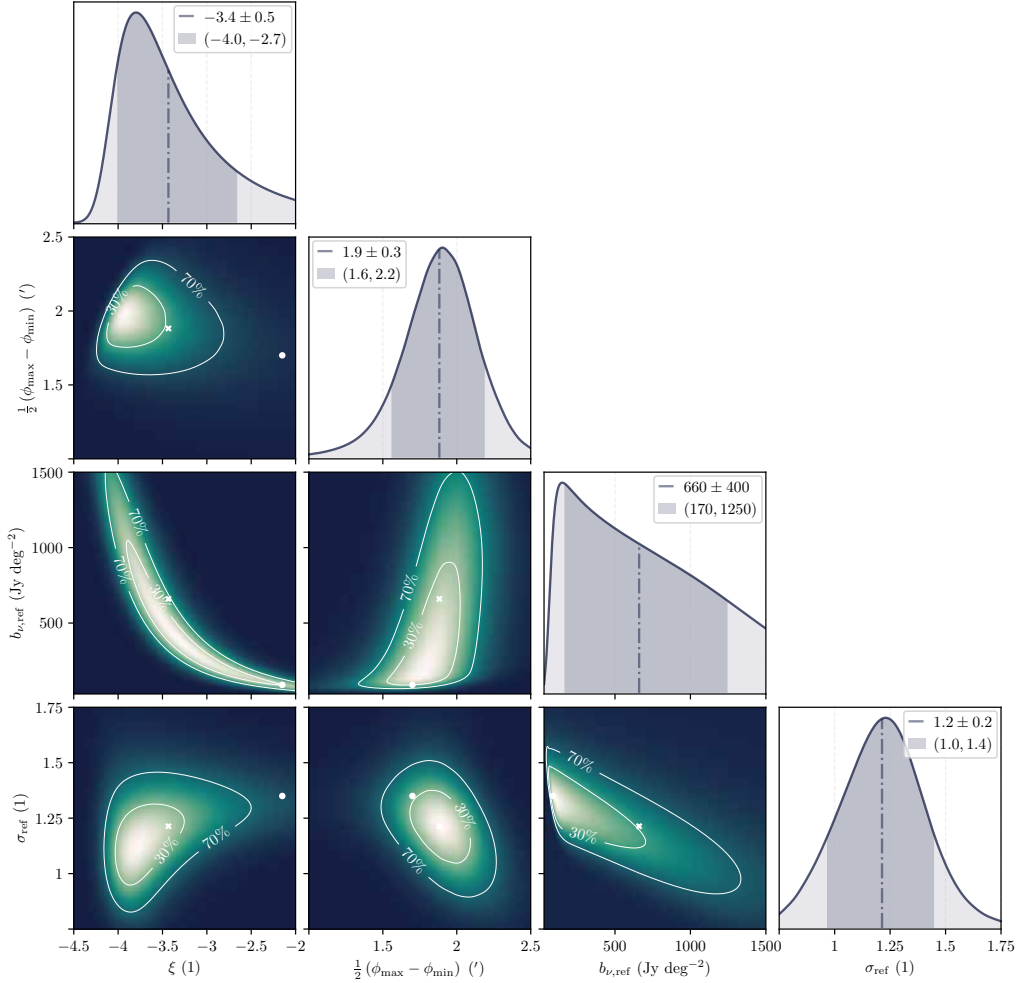 −3.4 ± 0.5
(−4.0, −2.7)
2.5
2
1.5
½ (ϕmax − ϕmin) (′)
70%
30%
1.9 ± 0.3
(1.6, 2.2)
1500
1000
500
bν,ref (Jy deg−2)
70%
70%
30%
70%
30%
660 ± 400
(170, 1250)
1.75
1.5
1.25
1
σref (1)
30%
70%
30%
70%
70%
30%
1.2 ± 0.2
(1.0, 1.4)
−4.5 −4 −3.5 −3 −2.5 −2
ξ (1)
1.5 2 2.5
½ (ϕmax − ϕmin) (′)
500 1000 1500
bν,ref (Jy deg−2)
1 1.25 1.5 1.75
σref (1)